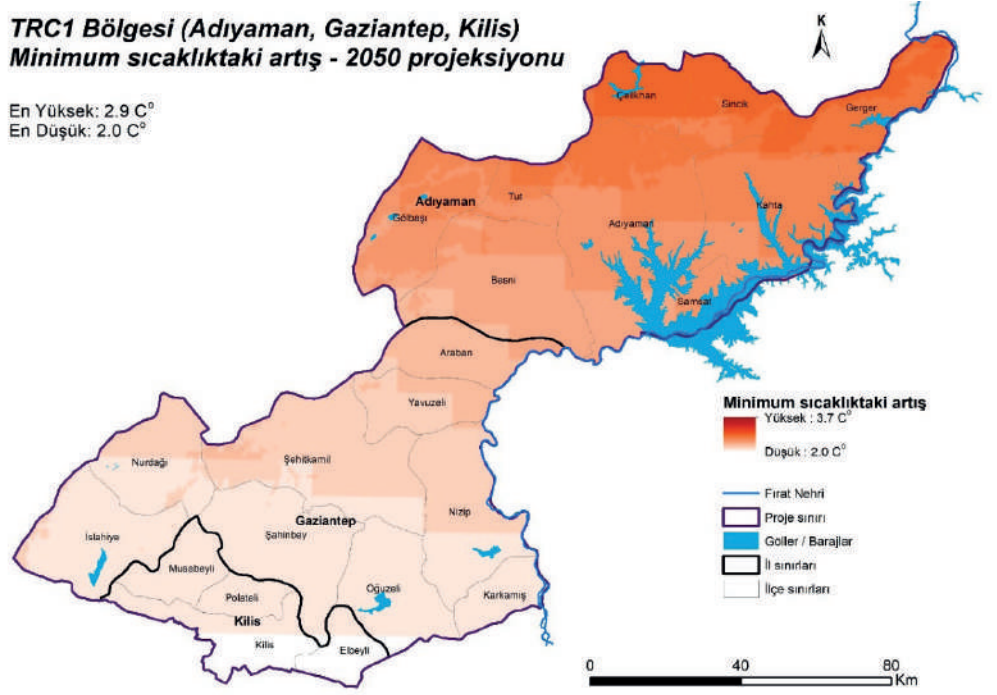 TRC1 Bölgesi (Adıyaman, Gaziantep, Kilis)
Minimum sıcaklıktaki artış - 2050 projeksiyonu
En Yüksek: 2.9 C°
En Düşük: 2.0 C°
K
Çelikhan
Sincik
Gerger
Tut
Adıyaman
Gölbaşı
Kahta
Adıyaman
Besni
Samsat
Araban
Yavuzeli
Nurdağı
Şehitkamil
Nizip
Gaziantep
Şahinbey
İslahiye
Musabeyli
Oğuzeli
Polateli
Karkamış
Kilis
Kilis
Elbeyli
Minimum sıcaklıktaki artış
Yüksek : 3.7 C°
Düşük : 2.0 C°
Fırat Nehri
Proje sınırı
Göller / Barajlar
İl sınırları
İlçe sınırları
0 40 80
Km